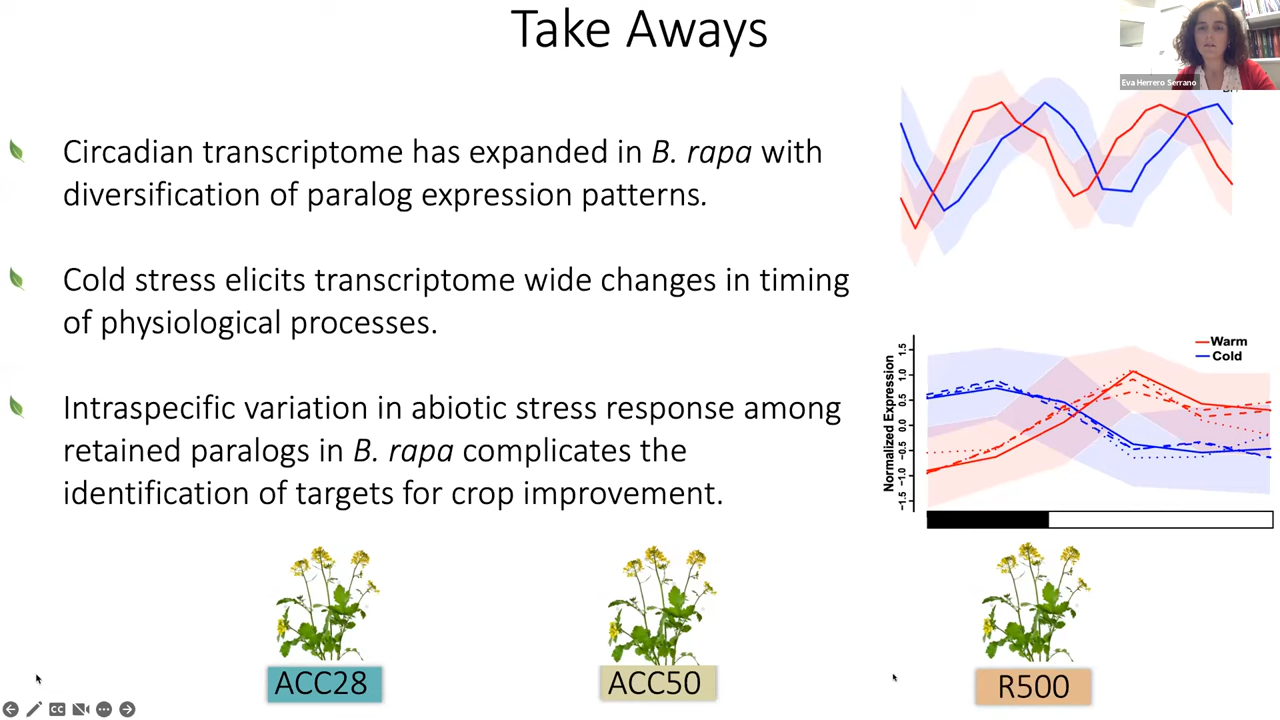 Take Aways
Eva Herrero Serrano
Circadian transcriptome has expanded in B. rapa with
diversification of paralog expression patterns.
Cold stress elicits transcriptome wide changes in timing
of physiological processes.
Intraspecific variation in abiotic stress response among
retained paralogs in B. rapa complicates the
identification of targets for crop improvement.
Warm
Cold
Normalized Expression
1.5
1.0
0.5
0.0
−0.5
−1.0
−1.5
ACC28
ACC50
R500
CC